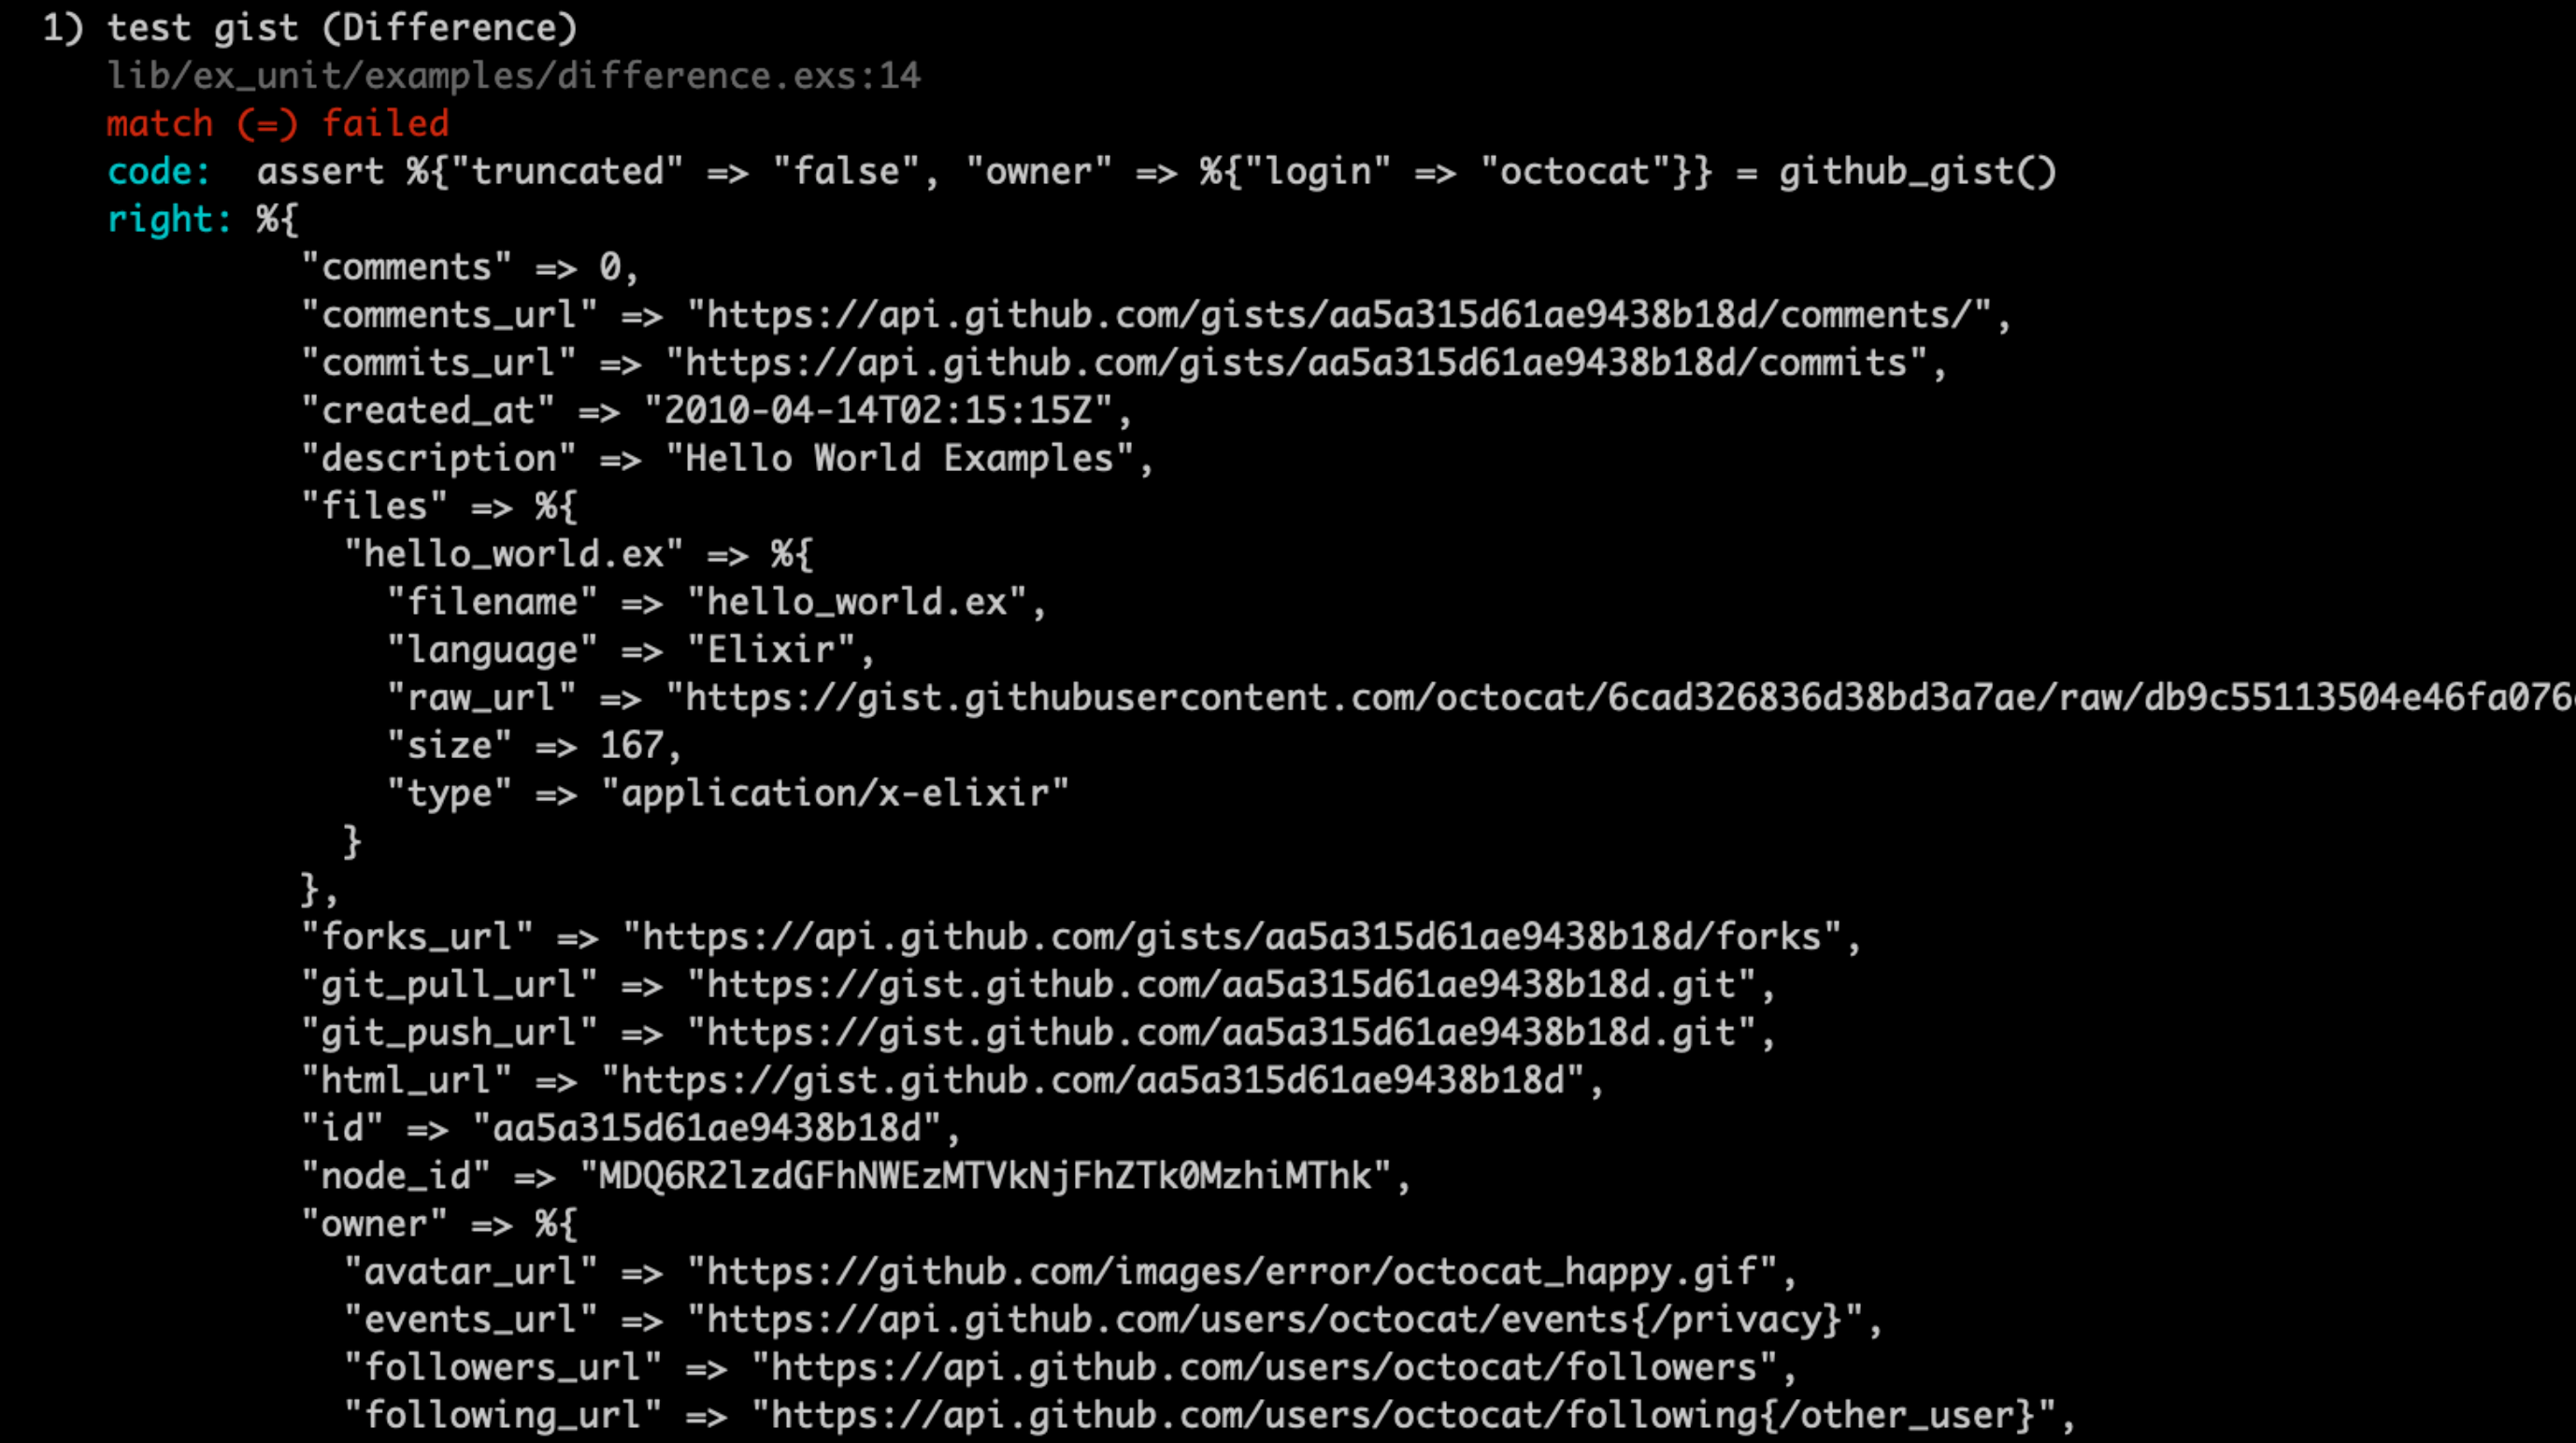 1) test gist (Difference)
lib/ex_unit/examples/difference.exs:14
match (=) failed
code:  assert %{"truncated" => "false", "owner" => %{"login" => "octocat"}} = github_gist()
right: %{
"comments" => 0,
"comments_url" => "https://api.github.com/gists/aa5a315d61ae9438b18d/comments/",
"commits_url" => "https://api.github.com/gists/aa5a315d61ae9438b18d/commits",
"created_at" => "2010-04-14T02:15:15Z",
"description" => "Hello World Examples",
"files" => %{
"hello_world.ex" => %{
"filename" => "hello_world.ex",
"language" => "Elixir",
"raw_url" => "https://gist.githubusercontent.com/octocat/6cad326836d38bd3a7ae/raw/db9c55113504e46fa076
"size" => 167,
"type" => "application/x-elixir"
}
},
"forks_url" => "https://api.github.com/gists/aa5a315d61ae9438b18d/forks",
"git_pull_url" => "https://gist.github.com/aa5a315d61ae9438b18d.git",
"git_push_url" => "https://gist.github.com/aa5a315d61ae9438b18d.git",
"html_url" => "https://gist.github.com/aa5a315d61ae9438b18d",
"id" => "aa5a315d61ae9438b18d",
"node_id" => "MDQ6R2lzdGFhNWEzMTVkNjFhZTk0MzhiMThk",
"owner" => %{
"avatar_url" => "https://github.com/images/error/octocat_happy.gif",
"events_url" => "https://api.github.com/users/octocat/events{/privacy}",
"followers_url" => "https://api.github.com/users/octocat/followers",
"following_url" => "https://api.github.com/users/octocat/following{/other_user}",